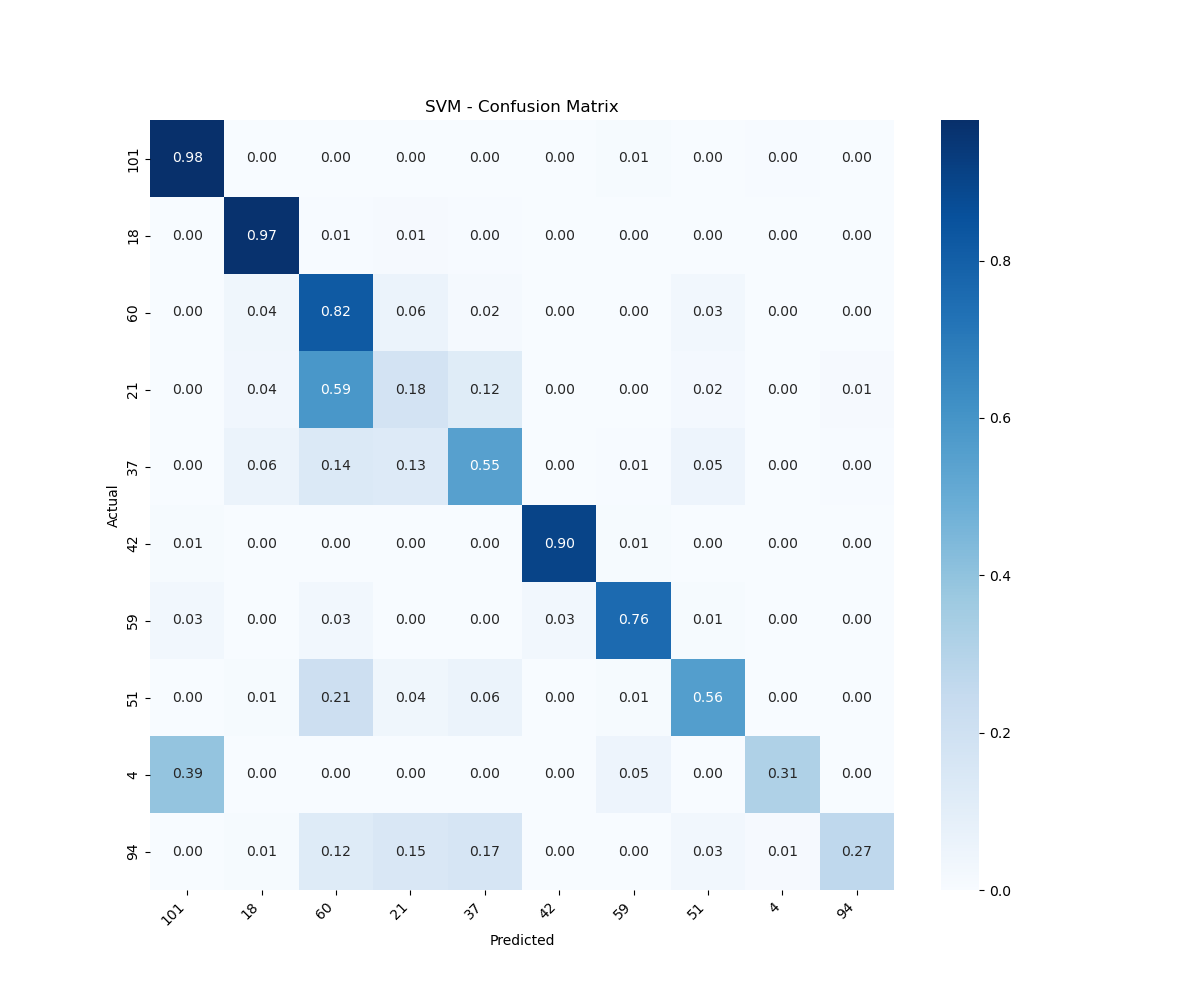 SVM - Confusion Matrix
101 0.98 0.00 0.00 0.00 0.00 0.00 0.01 0.00 0.00 0.00
18 0.00 0.97 0.01 0.01 0.00 0.00 0.00 0.00 0.00 0.00
0.8
60 0.00 0.04 0.82 0.06 0.02 0.00 0.00 0.03 0.00 0.00
21 0.00 0.04 0.59 0.18 0.12 0.00 0.00 0.02 0.00 0.01
0.6
37 0.00 0.06 0.14 0.13 0.55 0.00 0.01 0.05 0.00 0.00
Actual
42 0.01 0.00 0.00 0.00 0.00 0.90 0.01 0.00 0.00 0.00
0.4
59 0.03 0.00 0.03 0.00 0.00 0.03 0.76 0.01 0.00 0.00
51 0.00 0.01 0.21 0.04 0.06 0.00 0.01 0.56 0.00 0.00
0.2
4 0.39 0.00 0.00 0.00 0.00 0.00 0.05 0.00 0.31 0.00
94 0.00 0.01 0.12 0.15 0.17 0.00 0.00 0.03 0.01 0.27
0.0
101 18 60 21 37 42 59 51 4 94
Predicted